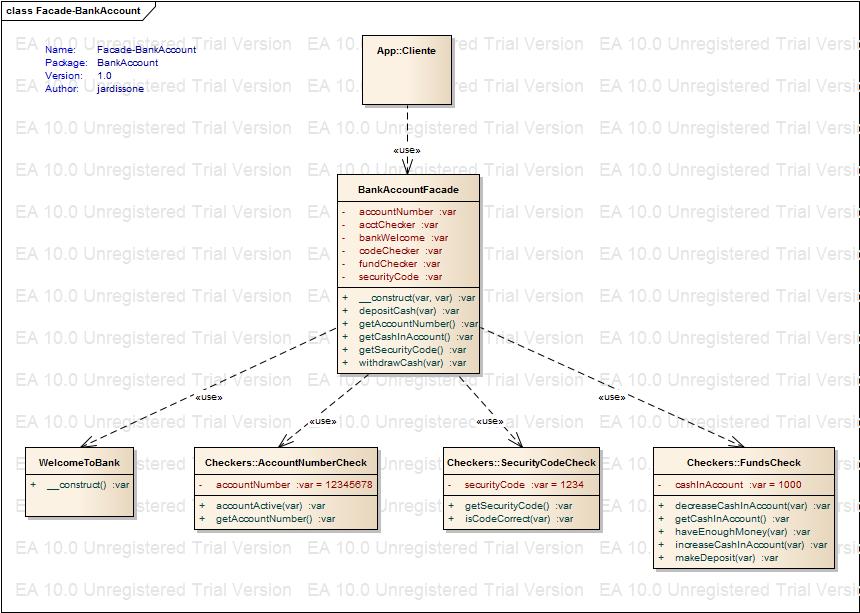 class Facade-BankAccount
Name: Facade-BankAccount
Package: BankAccount
Version: 1.0
Author: jardissone
App::Cliente
«use»
BankAccountFacade
- accountNumber :var
- acctChecker :var
- bankWelcome :var
- codeChecker :var
- fundChecker :var
- securityCode :var
+ __construct(var, var) :var
+ depositCash(var) :var
+ getAccountNumber() :var
+ getCashInAccount() :var
+ getSecurityCode() :var
+ withdrawCash(var) :var
«use»
«use»
«use»
«use»
WelcomeToBank
+ __construct() :var
Checkers::AccountNumberCheck
- accountNumber :var = 12345678
+ accountActive(var) :var
+ getAccountNumber() :var
Checkers::SecurityCodeCheck
- securityCode :var = 1234
+ getSecurityCode() :var
+ isCodeCorrect(var) :var
Checkers::FundsCheck
- cashInAccount :var = 1000
+ decreaseCashInAccount(var) :var
+ getCashInAccount() :var
+ haveEnoughMoney(var) :var
+ increaseCashInAccount(var) :var
+ makeDeposit(var) :var
EA 10.0 Unregistered Trial Version